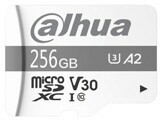 alhua
256GB
U3 A2
micro SD XC V30
I 10